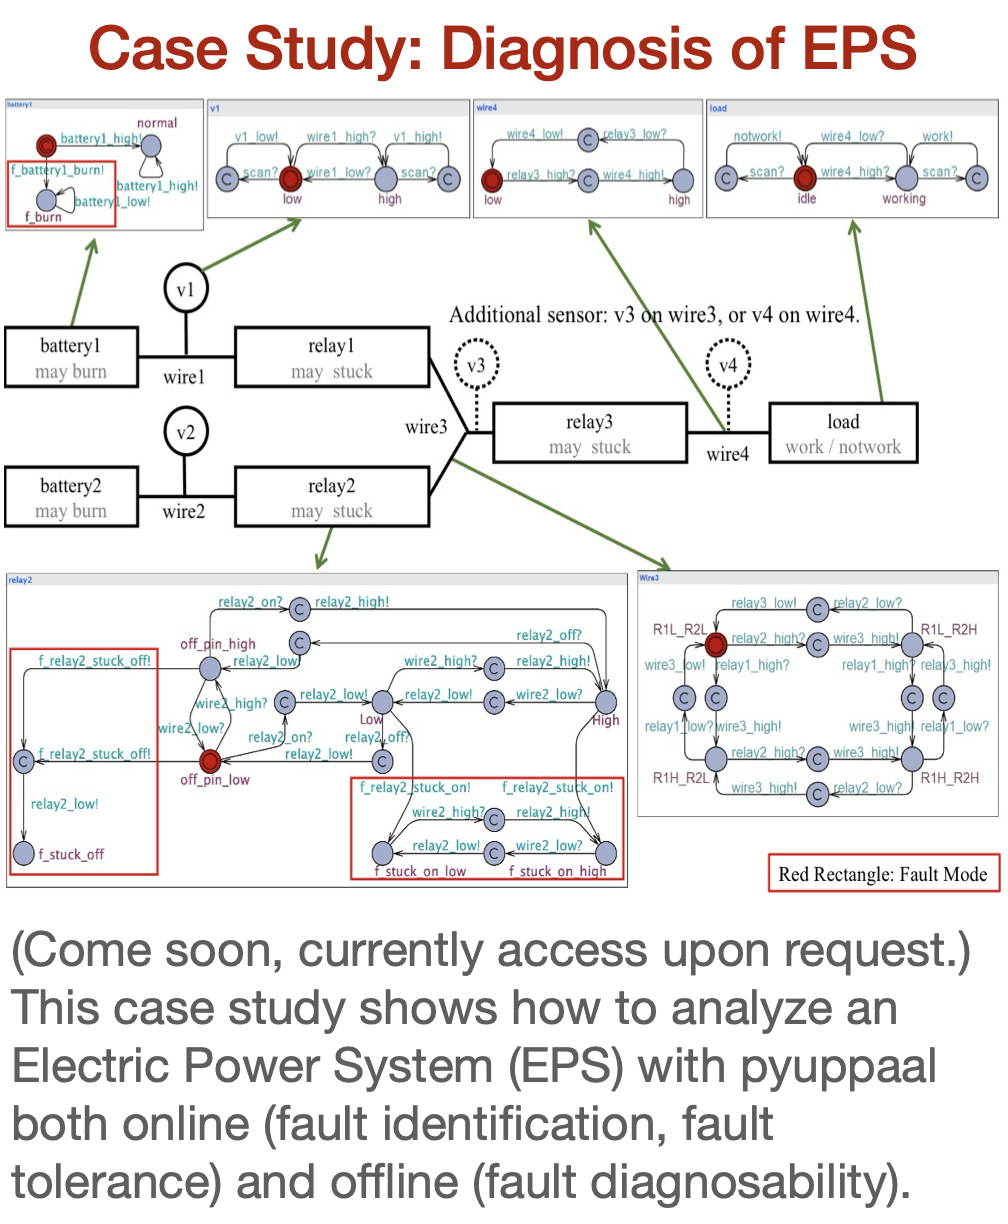 Case Study: Diagnosis of EPS
battery1
normal
battery1_high!
f_battery1_burn!
battery1_high!
battery1_low!
f_burn
v1
v1_low! wire1_high? v1_high!
C scan? wire1_low? scan? C
low high
wire4
wire4_low! C relay3_low?
relay3_high? C wire4_high!
low high
load
notwork! wire4_low? work!
C scan? wire4_high? scan? C
idle working
v1
Additional sensor: v3 on wire3, or v4 on wire4.
battery1
may burn
wire1
relay1
may stuck
v3
v4
v2
wire3
relay3
may stuck
wire4
load
work / notwork
battery2
may burn
wire2
relay2
may stuck
relay2
relay2_on? C relay2_high!
off_pin_high C relay2_off?
f_relay2_stuck_off! relay2_low! wire2_high? C relay2_high!
wire2_high? C relay2_low! relay2_low! C wire2_low?
Low High
wire2_low? relay2_on? relay2_off?
C f_relay2_stuck_off! relay2_low! C
off_pin_low
f_relay2_stuck_on! f_relay2_stuck_on!
relay2_low! wire2_high? C relay2_high!
f_stuck_off relay2_low! C wire2_low?
f_stuck_on_low f_stuck_on_high
Wire3
relay3_low! C relay2_low?
R1L_R2L R1L_R2H
relay2_high? C wire3_high!
wire3_low! relay1_high? relay1_high? relay3_high!
C C C C
relay1_low? wire3_high! wire3_high! relay1_low?
relay2_high? C wire3_high!
R1H_R2L R1H_R2H
wire3_high! C relay2_low?
Red Rectangle: Fault Mode
(Come soon, currently access upon request.)
This case study shows how to analyze an
Electric Power System (EPS) with pyuppaal
both online (fault identification, fault
tolerance) and offline (fault diagnosability).